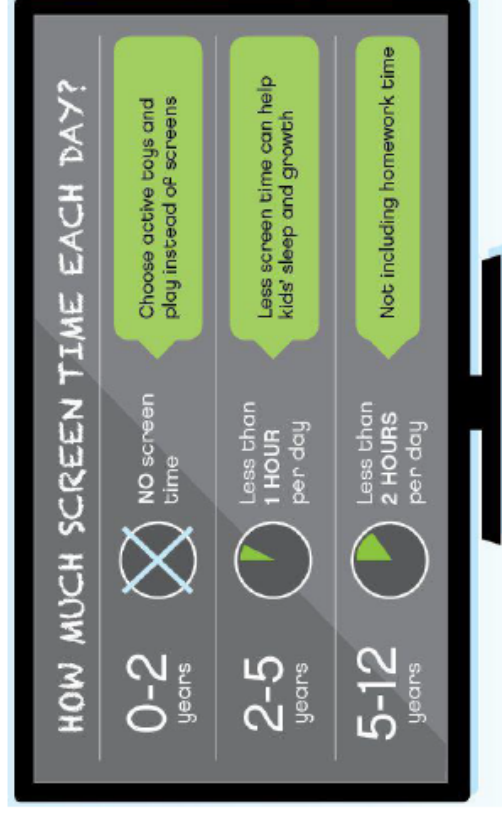 HOW MUCH SCREEN TIME EACH DAY?
0-2
years
NO screen
time
Choose active toys and
play instead of screens
2-5
years
Less than
1 HOUR
per day
Less screen time can help
kids' sleep and growth
5-12
years
Less than
2 HOURS
per day
Not including homework time